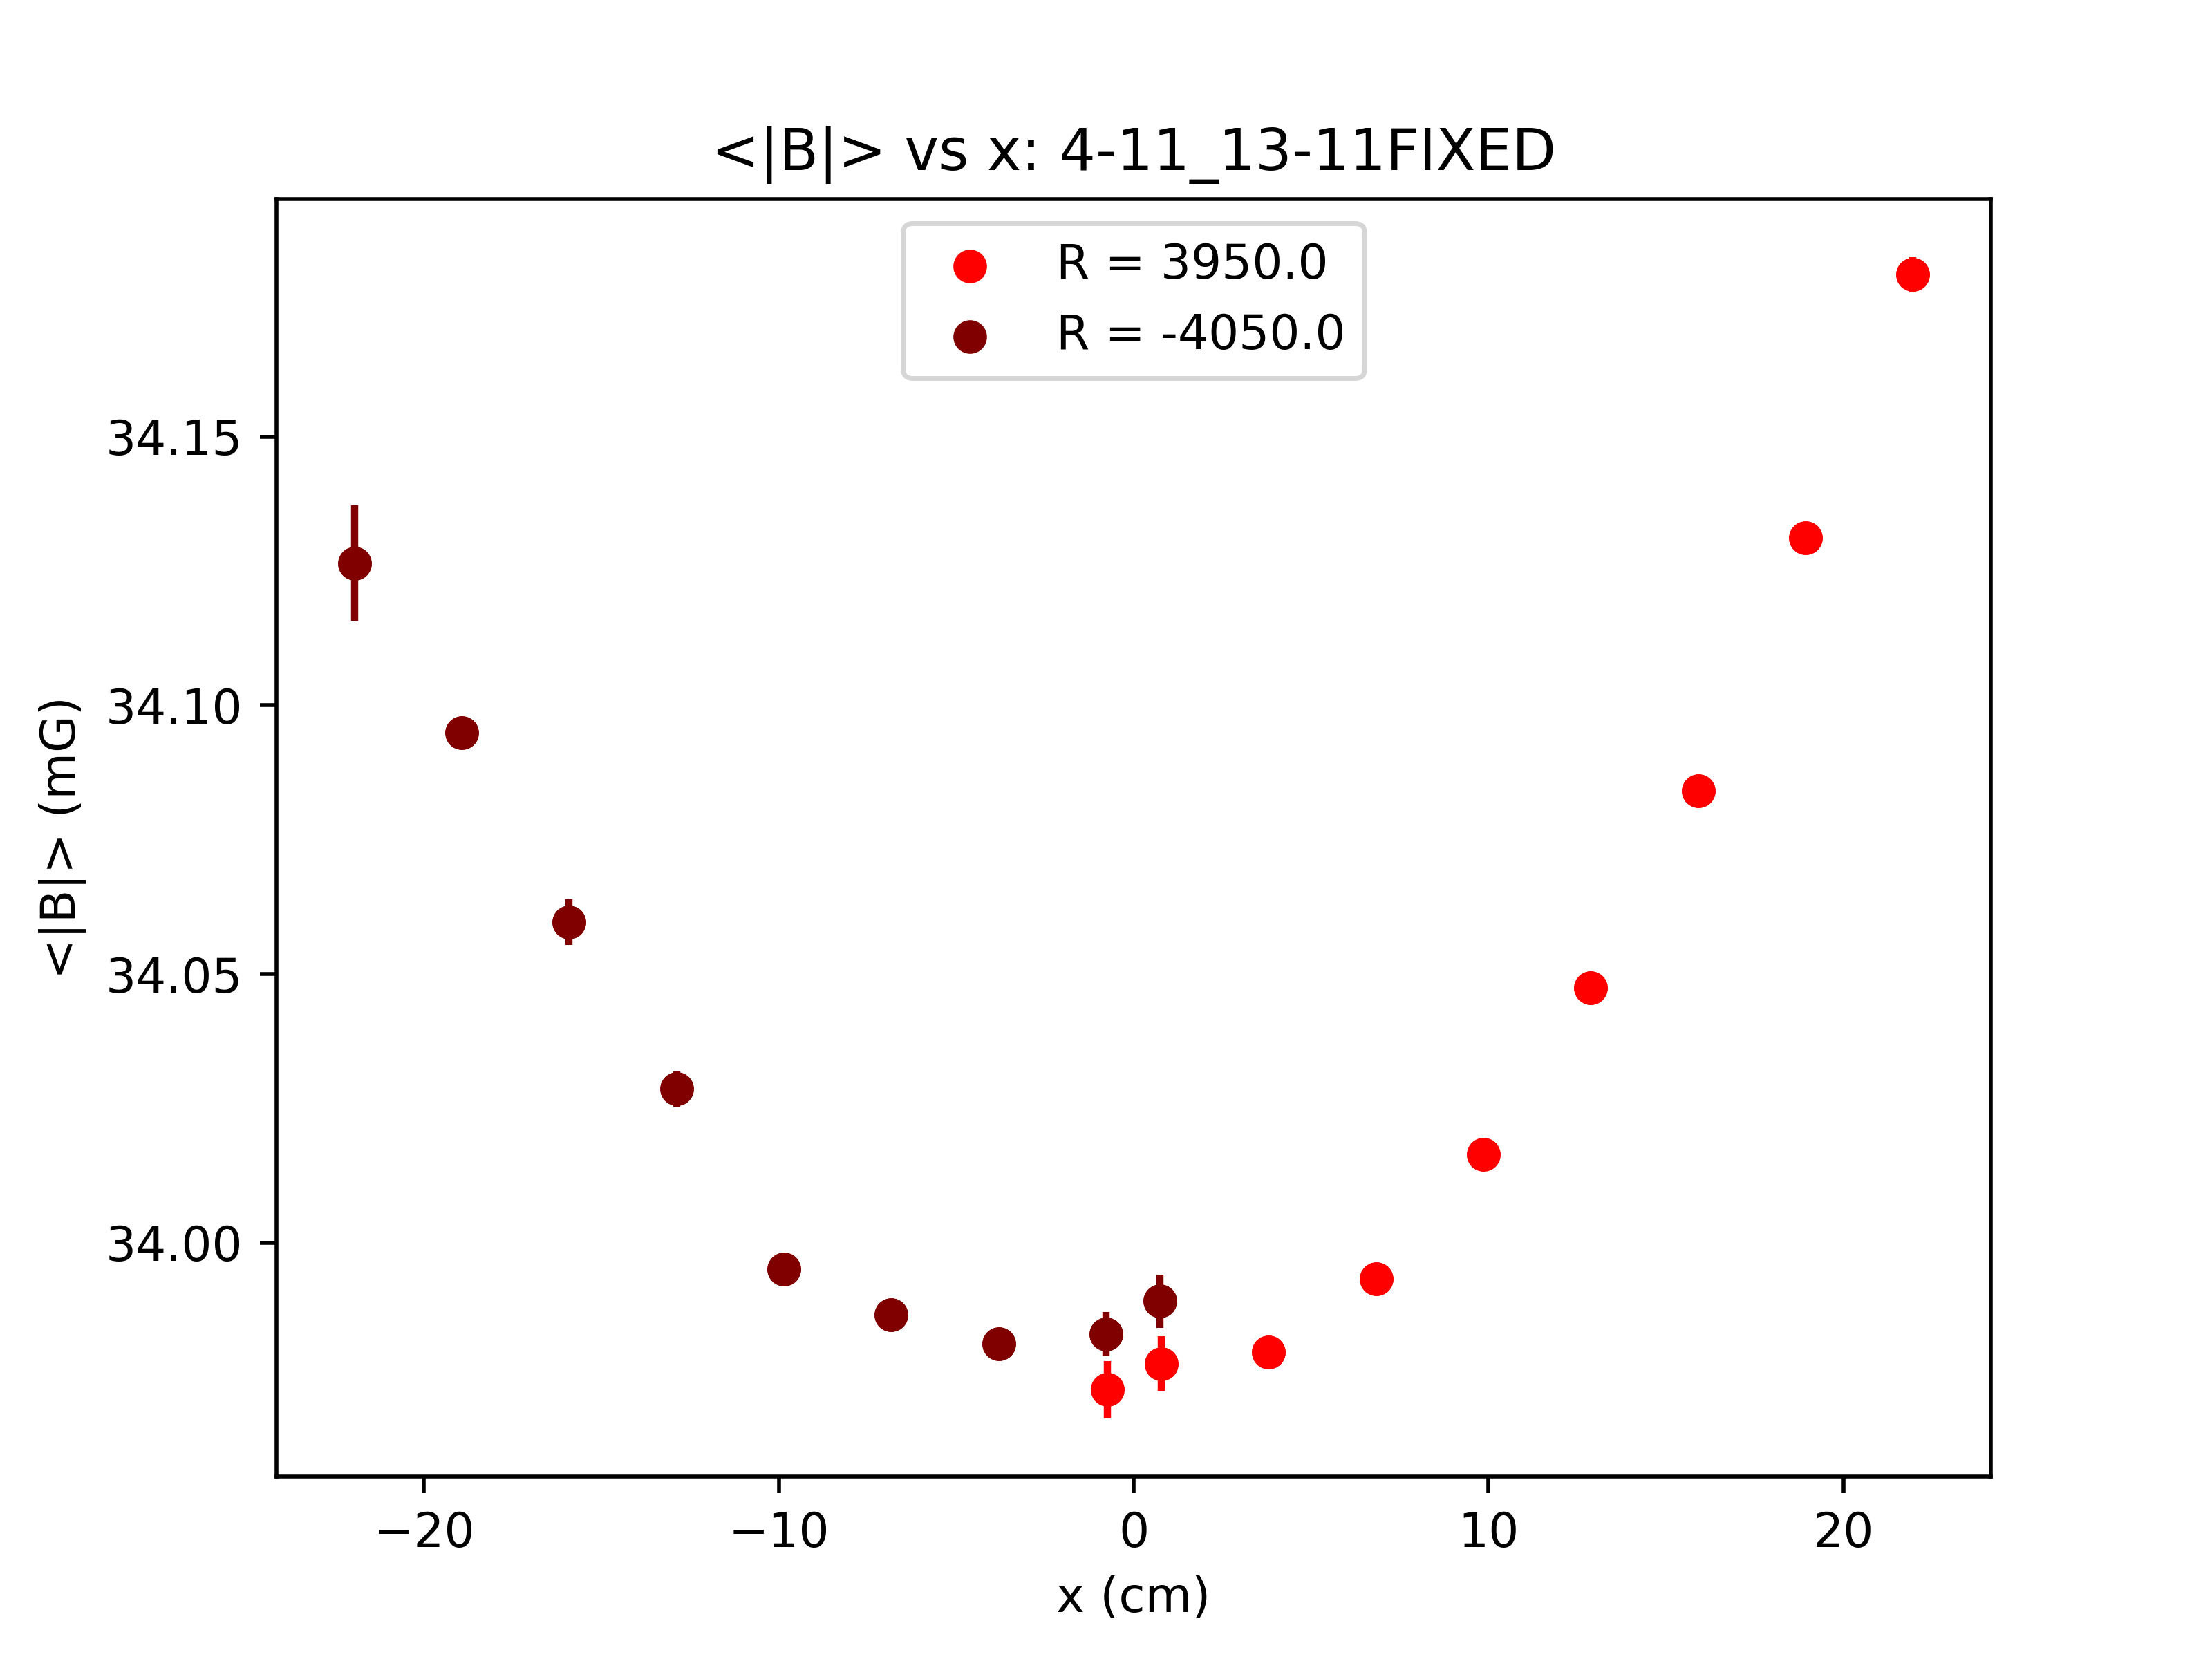 <|B|> vs x: 4-11_13-11FIXED
R = 3950.0
R = -4050.0
<|B|> (mG)
34.15
34.10
34.05
34.00
−20 −10 0 10 20
x (cm)